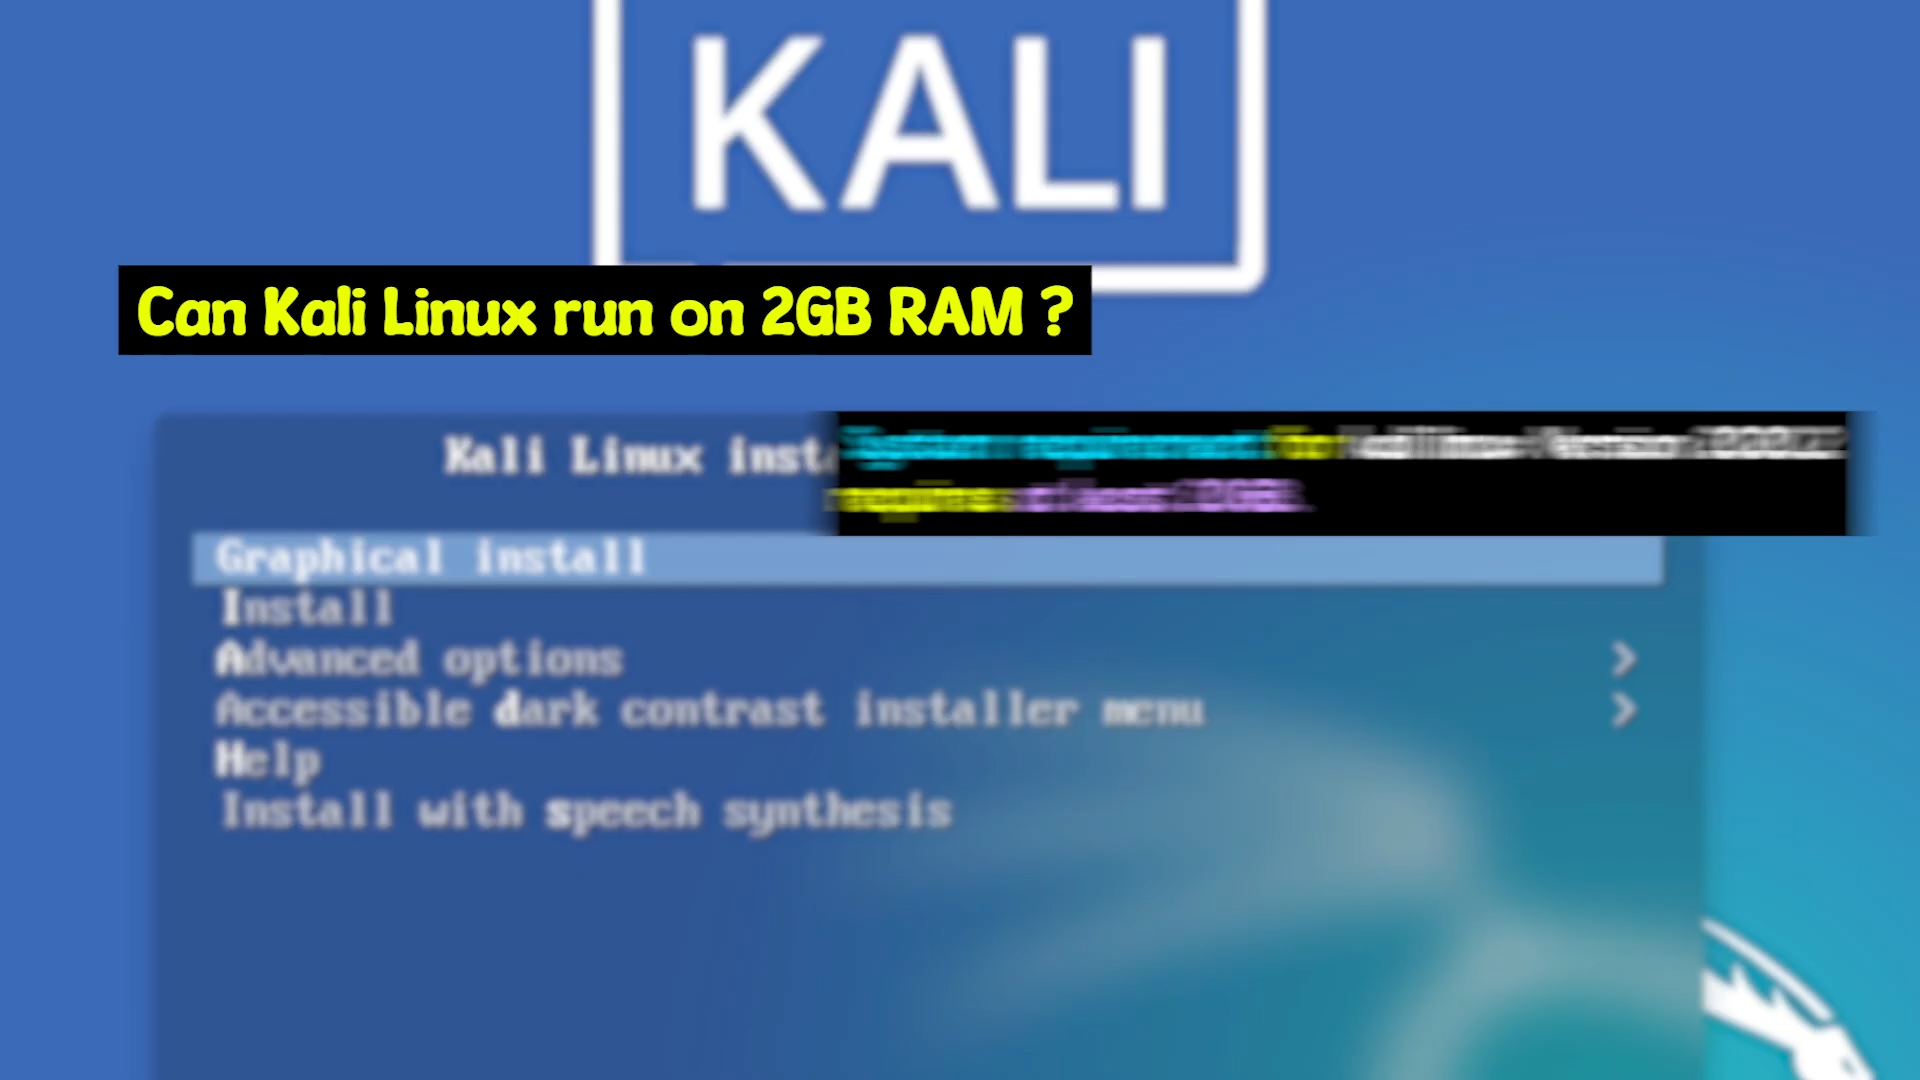 KALI
Can Kali Linux run on 2GB RAM ?
Kali Linux
Graphical install
Install
Advanced options
Accessible dark contrast installer menu
Help
Install with speech synthesis